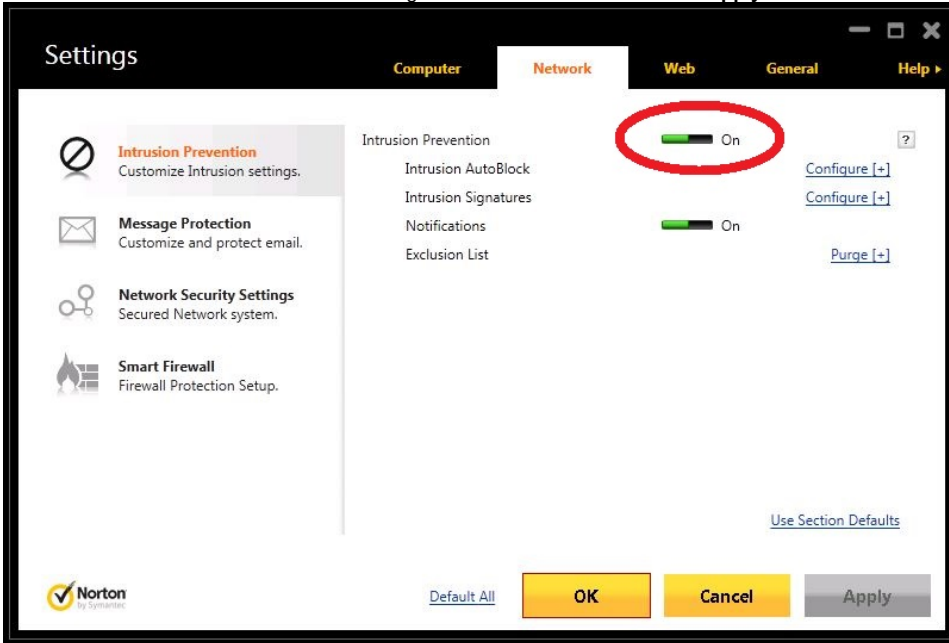 Settings
Computer Network Web General Help
Intrusion Prevention
Customize Intrusion settings.
Message Protection
Customize and protect email.
Network Security Settings
Secured Network system.
Smart Firewall
Firewall Protection Setup.
Intrusion Prevention On ?
Intrusion AutoBlock Configure [+]
Intrusion Signatures Configure [+]
Notifications On
Exclusion List Purge [+]
Use Section Defaults
Norton
by Symantec
Default All OK Cancel Apply